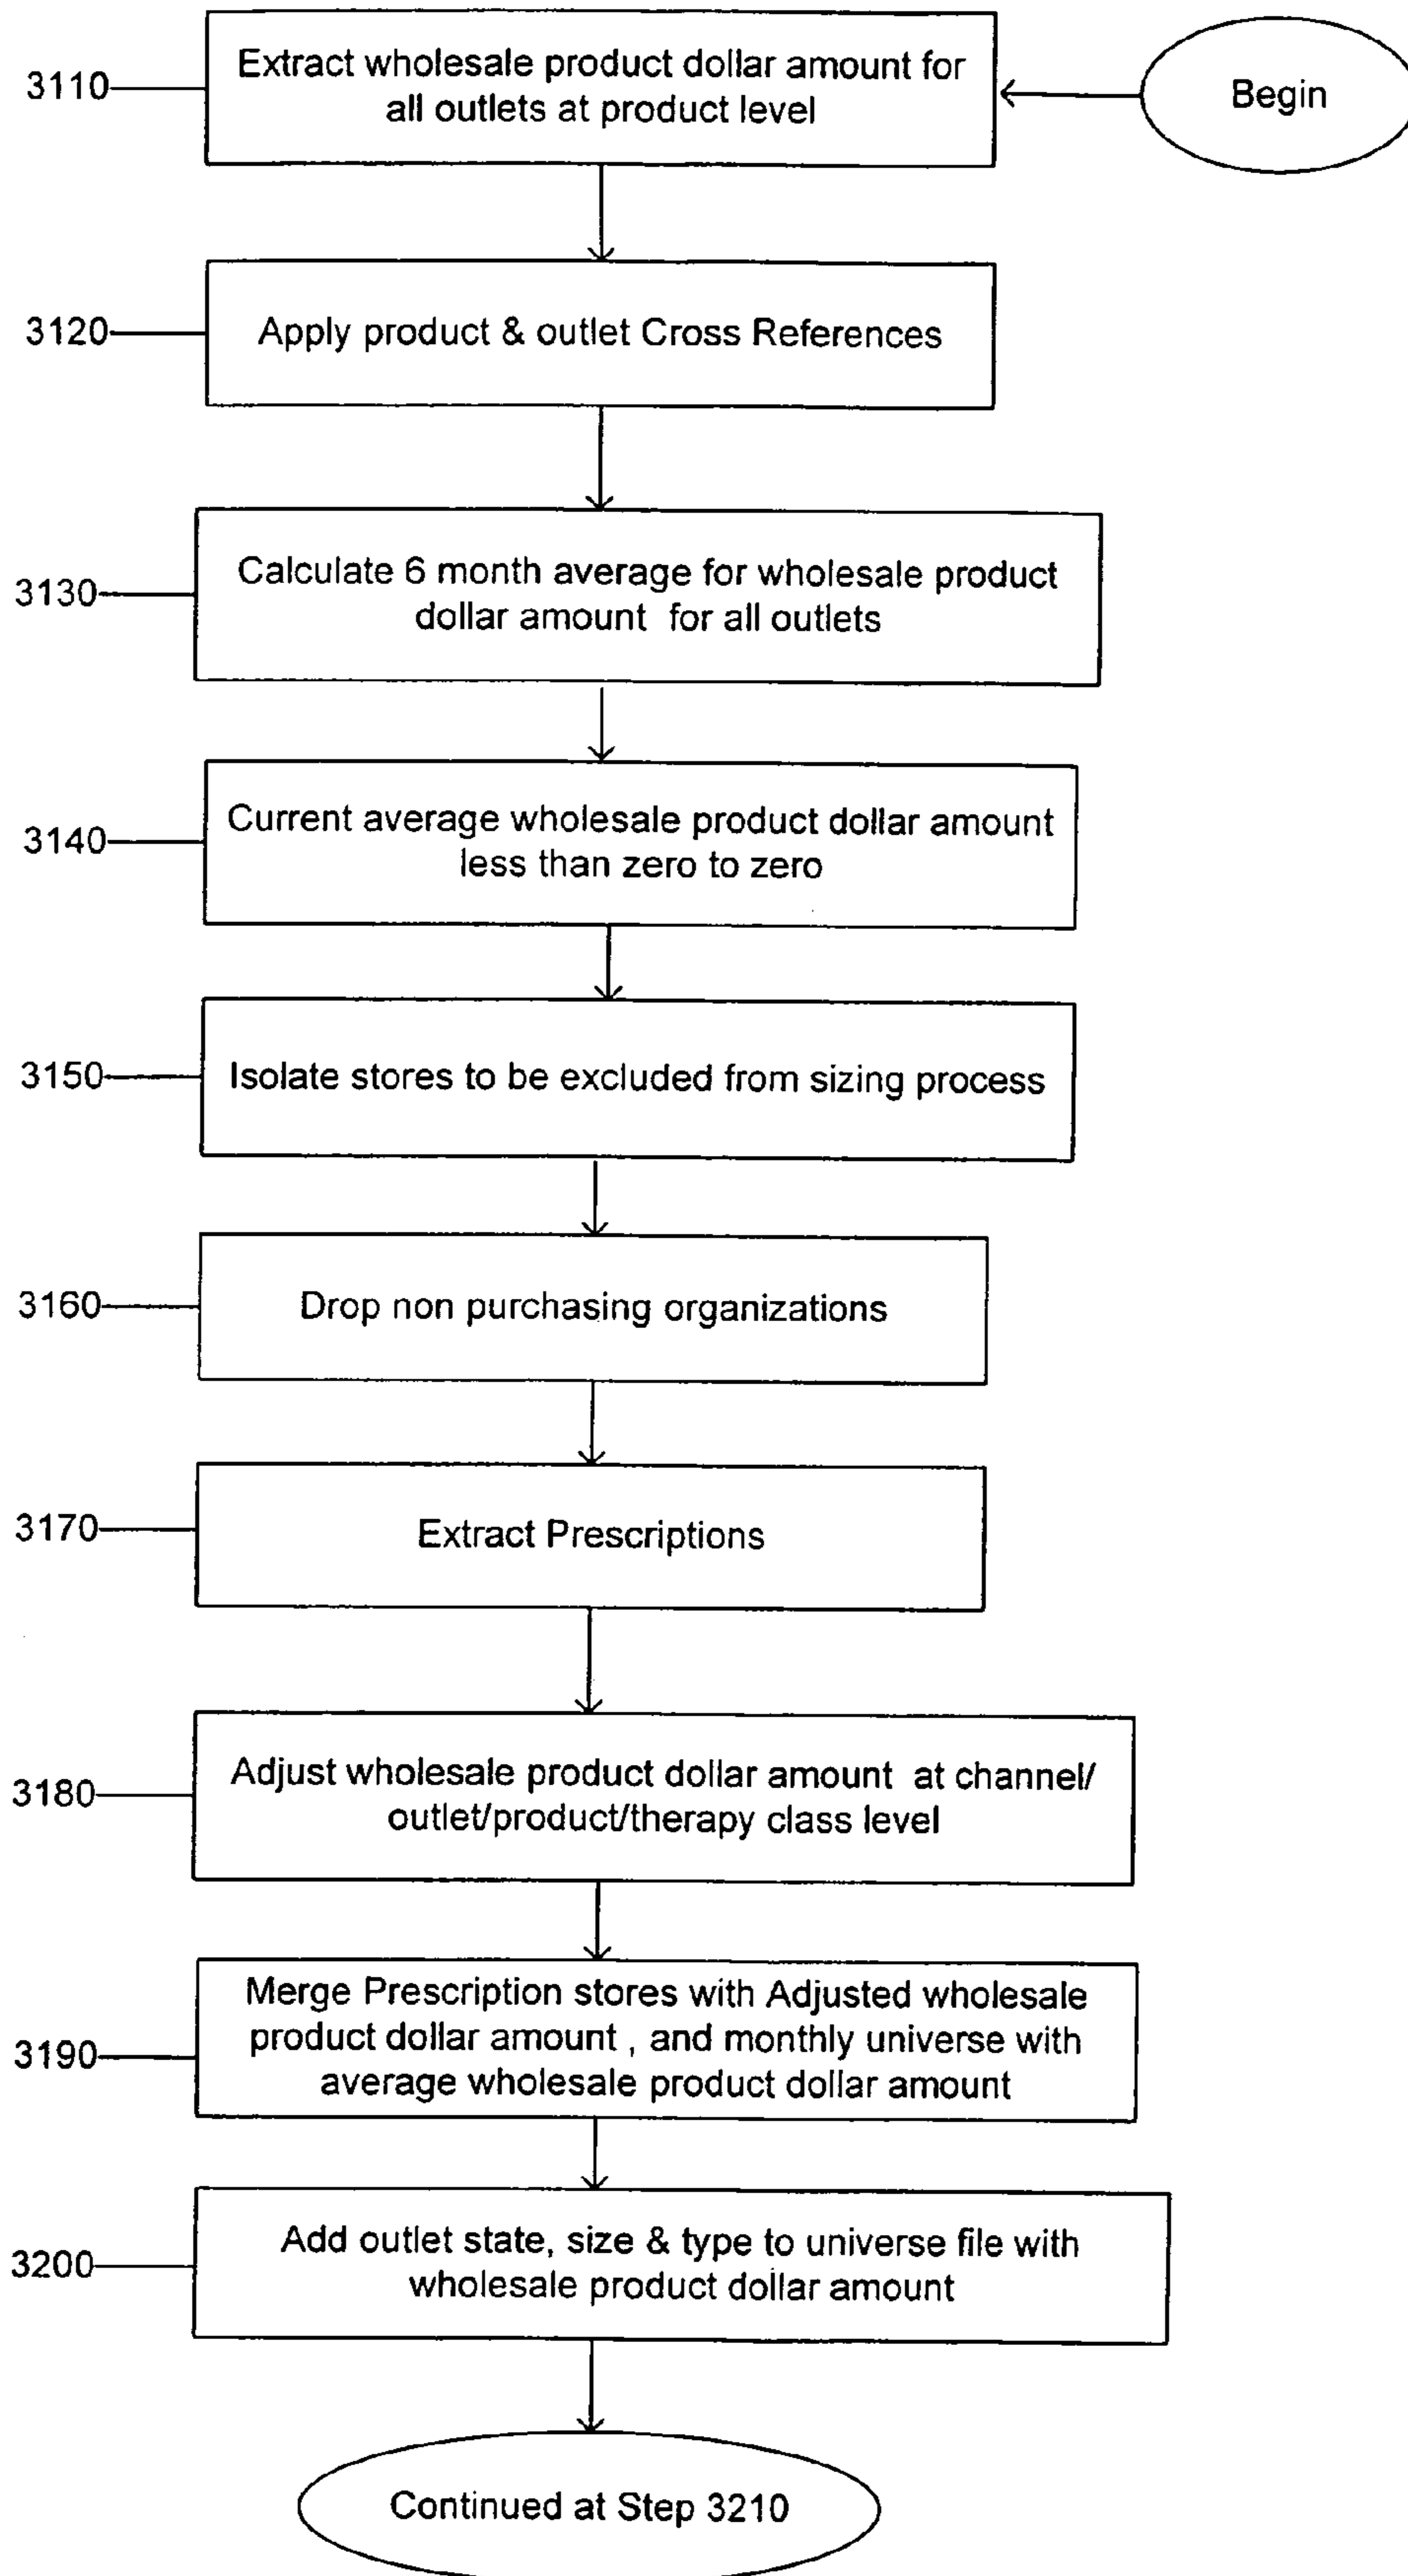 3110
Extract wholesale product dollar amount for
all outlets at product level
Begin
3120
Apply product & outlet Cross References
3130
Calculate 6 month average for wholesale product
dollar amount for all outlets
3140
Current average wholesale product dollar amount
less than zero to zero
3150
Isolate stores to be excluded from sizing process
3160
Drop non purchasing organizations
3170
Extract Prescriptions
3180
Adjust wholesale product dollar amount at channel/
outlet/product/therapy class level
3190
Merge Prescription stores with Adjusted wholesale
product dollar amount , and monthly universe with
average wholesale product dollar amount
3200
Add outlet state, size & type to universe file with
wholesale product dollar amount
Continued at Step 3210